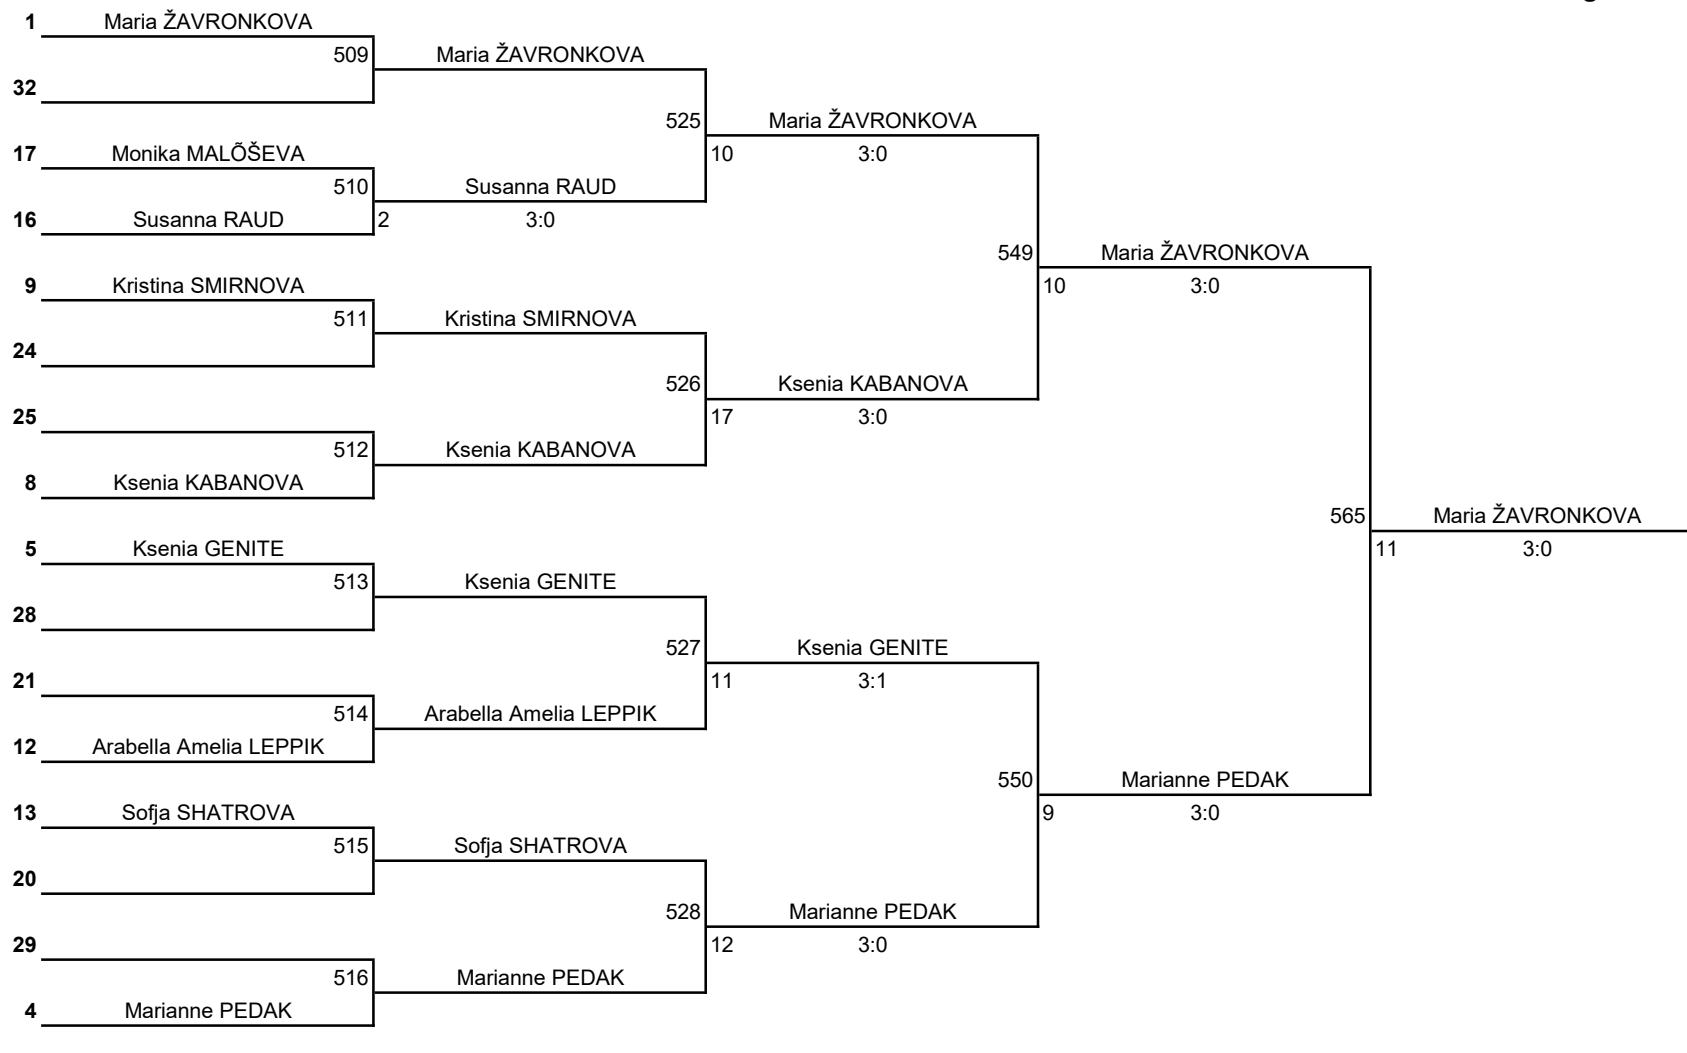 g
1 Maria ŽAVRONKOVA
509 Maria ŽAVRONKOVA
32
525 Maria ŽAVRONKOVA
17 Monika MALÕŠEVA 10 3:0
510 Susanna RAUD
16 Susanna RAUD 2 3:0
549 Maria ŽAVRONKOVA
9 Kristina SMIRNOVA 10 3:0
511 Kristina SMIRNOVA
24
526 Ksenia KABANOVA
25 17 3:0
512 Ksenia KABANOVA
8 Ksenia KABANOVA
565 Maria ŽAVRONKOVA
5 Ksenia GENITE 11 3:0
513 Ksenia GENITE
28
527 Ksenia GENITE
21 11 3:1
514 Arabella Amelia LEPPIK
12 Arabella Amelia LEPPIK
550 Marianne PEDAK
13 Sofja SHATROVA 9 3:0
515 Sofja SHATROVA
20
528 Marianne PEDAK
29 12 3:0
516 Marianne PEDAK
4 Marianne PEDAK